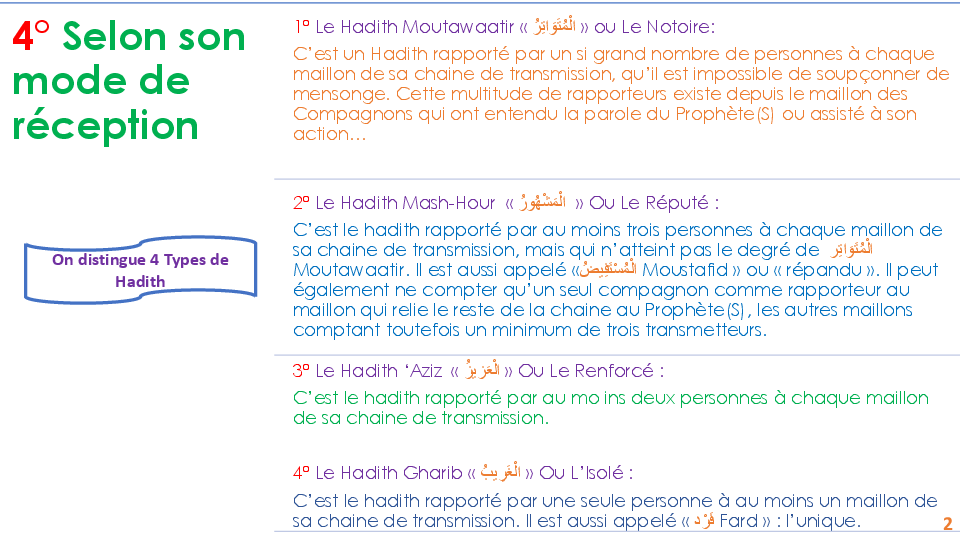 4° Selon son
mode de
réception
On distingue 4 Types de
Hadith
1° Le Hadith Moutawaatir « الْمُتَوَاتِرُ » ou Le Notoire:
C’est un Hadith rapporté par un si grand nombre de personnes à chaque
maillon de sa chaine de transmission, qu’il est impossible de soupçonner de
mensonge. Cette multitude de rapporteurs existe depuis le maillon des
Compagnons qui ont entendu la parole du Prophète(S) ou assisté à son
action…
2° Le Hadith Mash-Hour « الْمَشْهُورُ » Ou Le Réputé :
C’est le hadith rapporté par au moins trois personnes à chaque maillon de
sa chaine de transmission, mais qui n’atteint pas le degré de الْمُتَوَاتِر
Moutawaatir. Il est aussi appelé «الْمُسْتَفِيضُ Moustafid » ou « répandu ». Il peut
également ne compter qu’un seul compagnon comme rapporteur au
maillon qui relie le reste de la chaine au Prophète(S), les autres maillons
comptant toutefois un minimum de trois transmetteurs.
3° Le Hadith ‘Aziz « الْعَزِيزُ » Ou Le Renforcé :
C’est le hadith rapporté par au mo ins deux personnes à chaque maillon
de sa chaine de transmission.
4° Le Hadith Gharib « الْغَرِيبُ » Ou L’Isolé :
C’est le hadith rapporté par une seule personne à au moins un maillon de
sa chaine de transmission. Il est aussi appelé « فَرْد Fard » : l’unique.
2